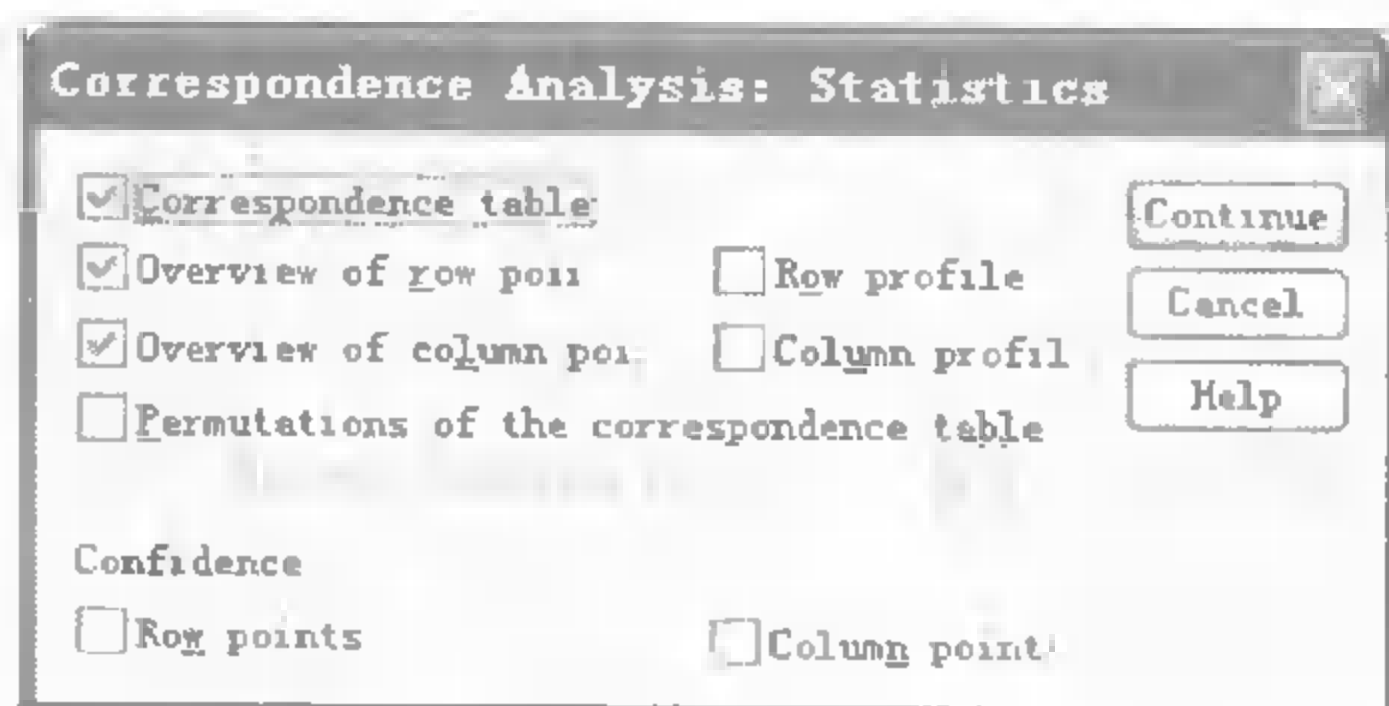 Correspondence Analysis: Statistics
Correspondence table
Continue
Overview of row poi
Row profile
Cancel
Overview of column poi
Column profil
Help
Permutations of the correspondence table
Confidence
Row points
Column point